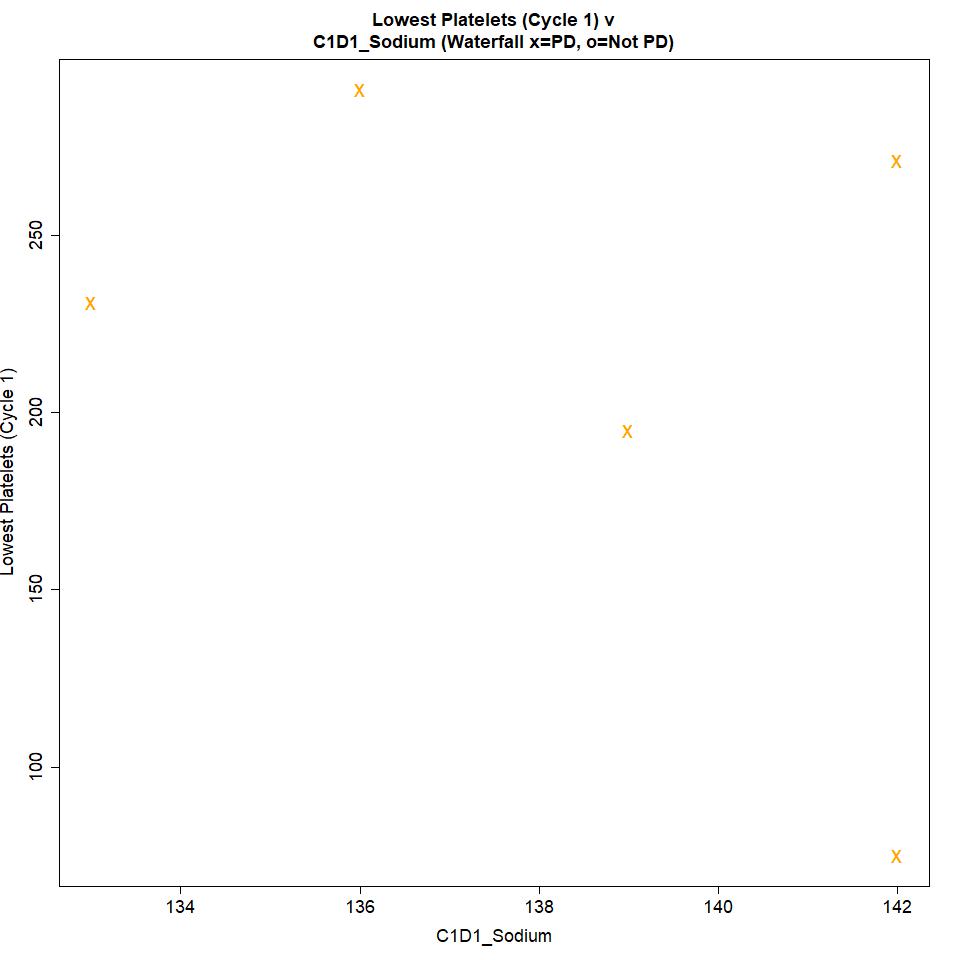 Lowest Platelets (Cycle 1) v
C1D1_Sodium (Waterfall x=PD, o=Not PD)
X
X
250
X
Lowest Platelets (Cycle 1)
200
X
150
100
X
134 136 138 140 142
C1D1_Sodium